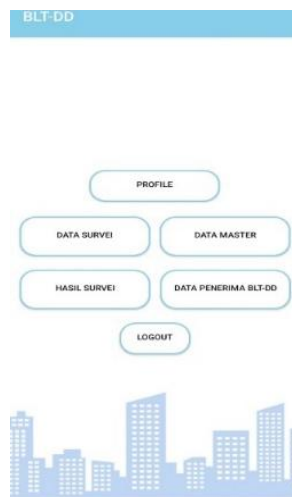 BLT-DD
PROFILE
DATA SURVEI
DATA MASTER
HASIL SURVEI
DATA PENERIMA BLT-DD
LOGOUT